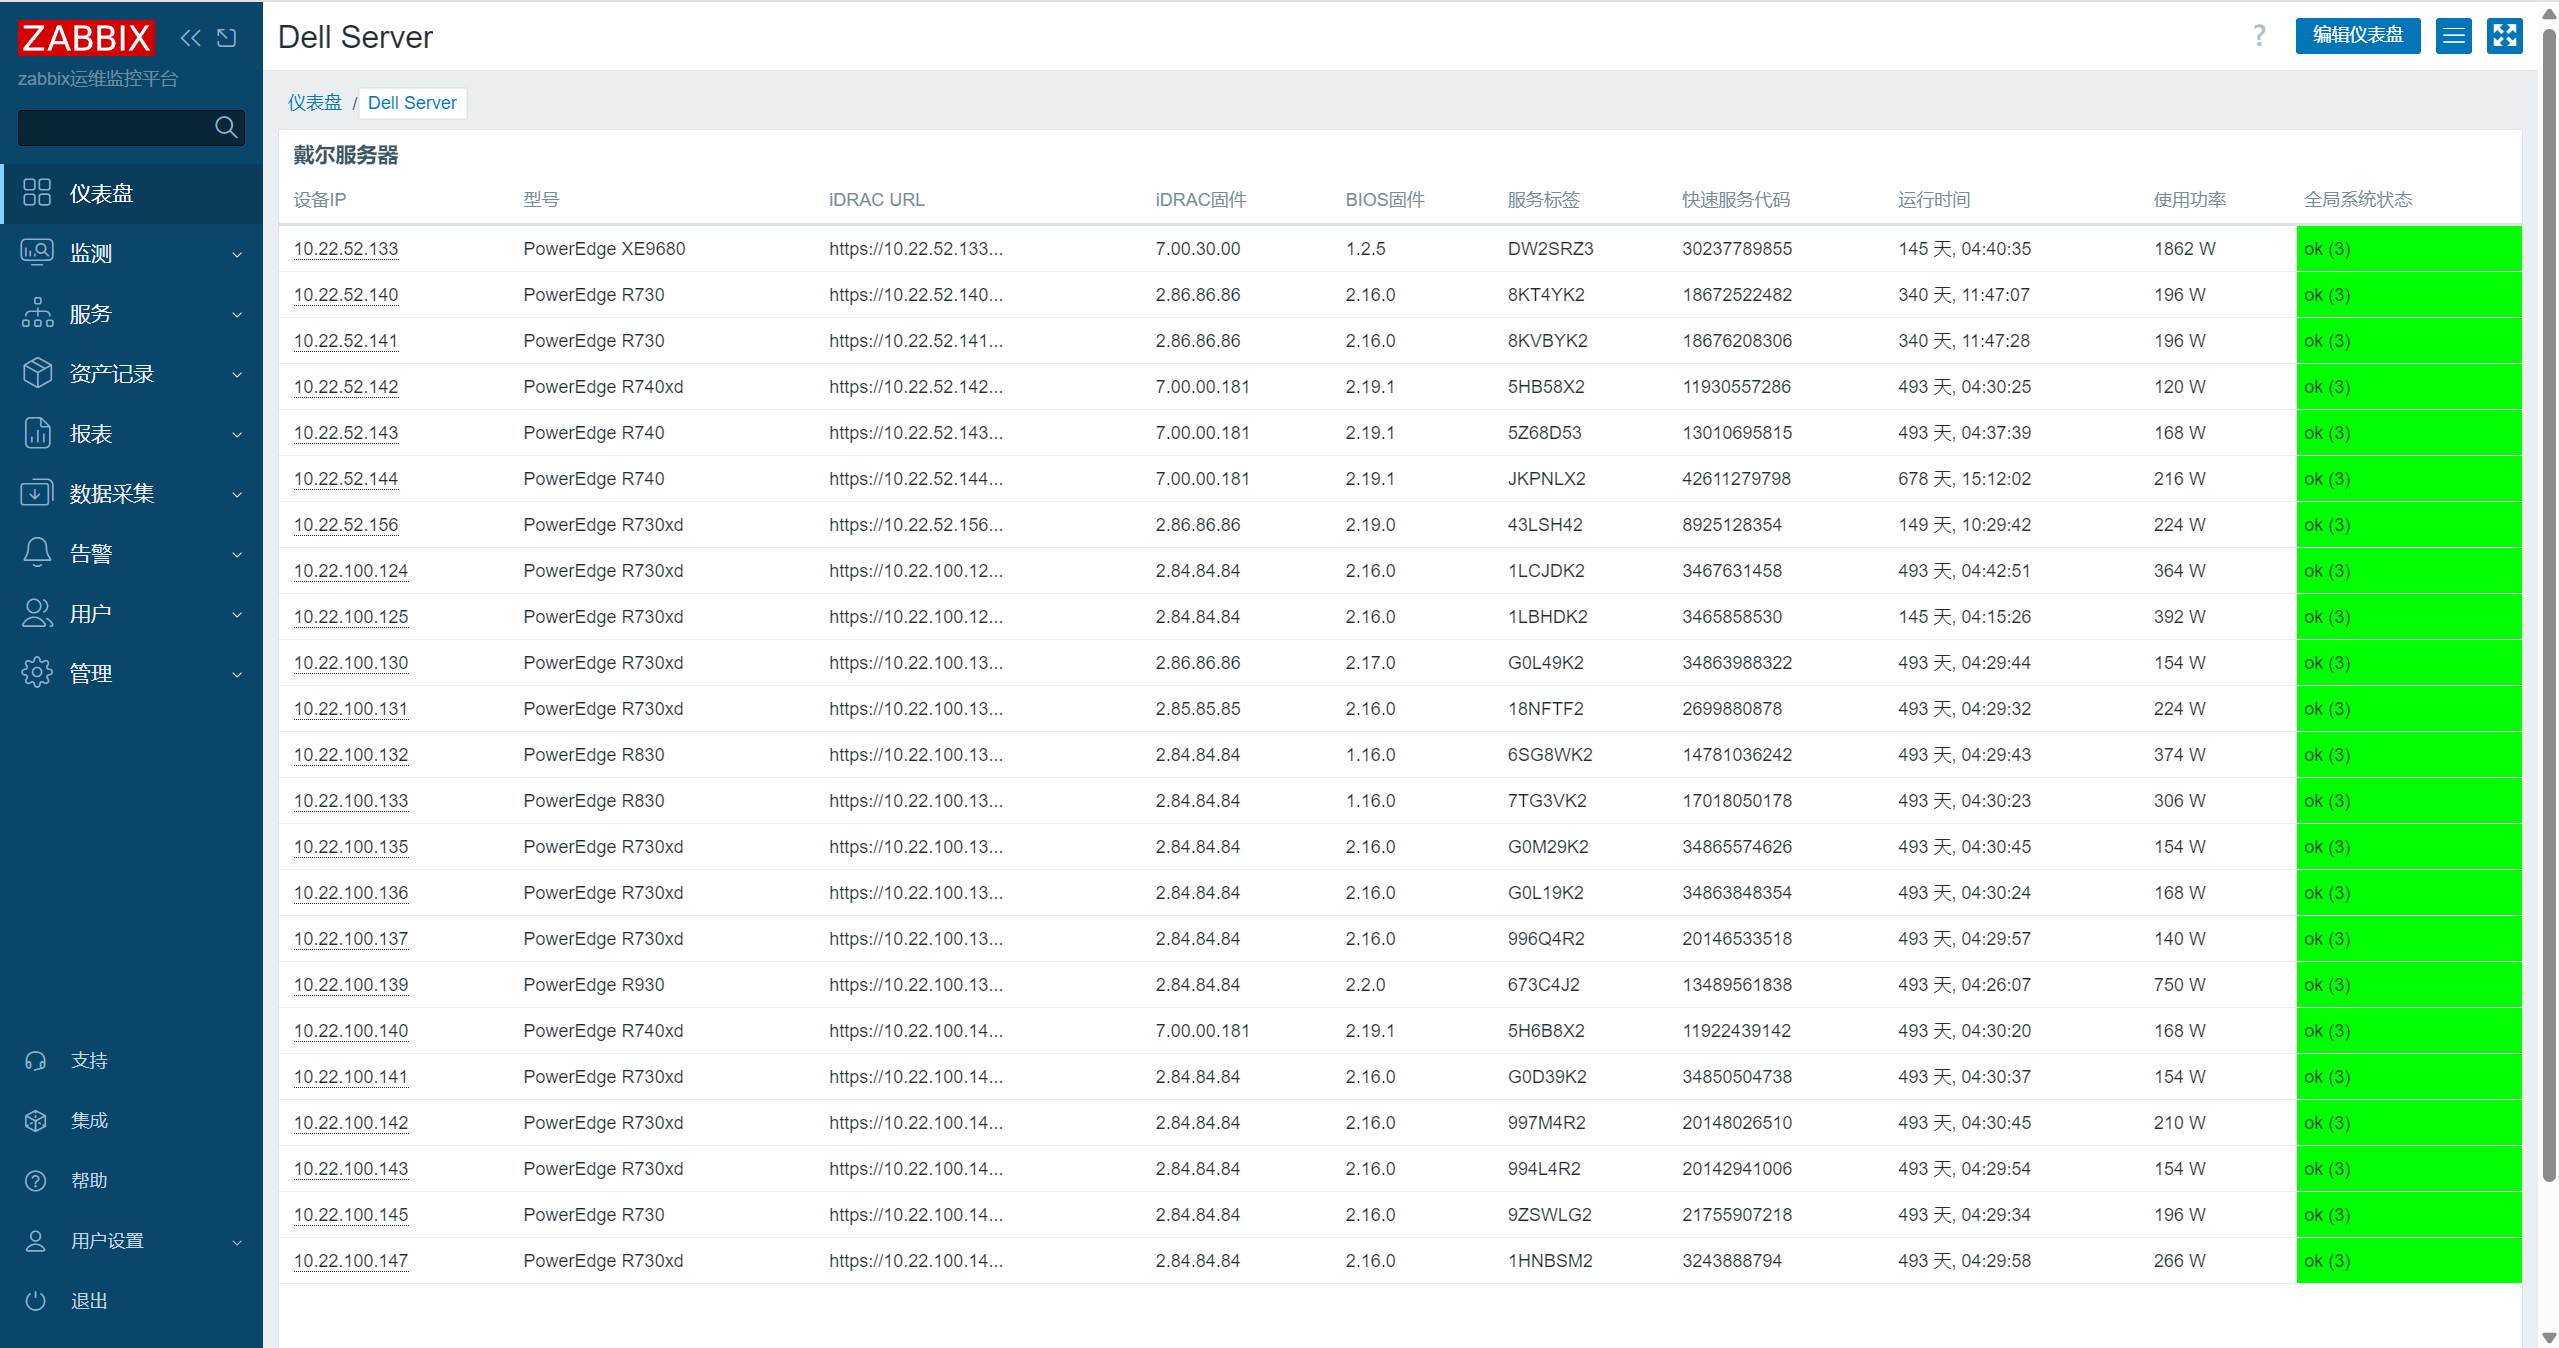 ZABBIX
zabbix运维监控平台
仪表盘
监测
服务
资产记录
报表
数据采集
告警
用户
管理
支持
集成
帮助
用户设置
退出
Dell Server
? 编辑仪表盘
仪表盘 / Dell Server
戴尔服务器
设备IP 型号 iDRAC URL iDRAC固件 BIOS固件 服务标签 快速服务代码 运行时间 使用功率 全局系统状态
10.22.52.133 PowerEdge XE9680 https://10.22.52.133... 7.00.30.00 1.2.5 DW2SRZ3 30237789855 145 天, 04:40:35 1862 W ok (3)
10.22.52.140 PowerEdge R730 https://10.22.52.140... 2.86.86.86 2.16.0 8KT4YK2 18672522482 340 天, 11:47:07 196 W ok (3)
10.22.52.141 PowerEdge R730 https://10.22.52.141... 2.86.86.86 2.16.0 8KVBYK2 18676208306 340 天, 11:47:28 196 W ok (3)
10.22.52.142 PowerEdge R740xd https://10.22.52.142... 7.00.00.181 2.19.1 5HB58X2 11930557286 493 天, 04:30:25 120 W ok (3)
10.22.52.143 PowerEdge R740 https://10.22.52.143... 7.00.00.181 2.19.1 5Z68D53 13010695815 493 天, 04:37:39 168 W ok (3)
10.22.52.144 PowerEdge R740 https://10.22.52.144... 7.00.00.181 2.19.1 JKPNLX2 42611279798 678 天, 15:12:02 216 W ok (3)
10.22.52.156 PowerEdge R730xd https://10.22.52.156... 2.86.86.86 2.19.0 43LSH42 8925128354 149 天, 10:29:42 224 W ok (3)
10.22.100.124 PowerEdge R730xd https://10.22.100.12... 2.84.84.84 2.16.0 1LCJDK2 3467631458 493 天, 04:42:51 364 W ok (3)
10.22.100.125 PowerEdge R730xd https://10.22.100.12... 2.84.84.84 2.16.0 1LBHDK2 3465858530 145 天, 04:15:26 392 W ok (3)
10.22.100.130 PowerEdge R730xd https://10.22.100.13... 2.86.86.86 2.17.0 G0L49K2 34863988322 493 天, 04:29:44 154 W ok (3)
10.22.100.131 PowerEdge R730xd https://10.22.100.13... 2.85.85.85 2.16.0 18NFTF2 2699880878 493 天, 04:29:32 224 W ok (3)
10.22.100.132 PowerEdge R830 https://10.22.100.13... 2.84.84.84 1.16.0 6SG8WK2 14781036242 493 天, 04:29:43 374 W ok (3)
10.22.100.133 PowerEdge R830 https://10.22.100.13... 2.84.84.84 1.16.0 7TG3VK2 17018050178 493 天, 04:30:23 306 W ok (3)
10.22.100.135 PowerEdge R730xd https://10.22.100.13... 2.84.84.84 2.16.0 G0M29K2 34865574626 493 天, 04:30:45 154 W ok (3)
10.22.100.136 PowerEdge R730xd https://10.22.100.13... 2.84.84.84 2.16.0 G0L19K2 34863848354 493 天, 04:30:24 168 W ok (3)
10.22.100.137 PowerEdge R730xd https://10.22.100.13... 2.84.84.84 2.16.0 996Q4R2 20146533518 493 天, 04:29:57 140 W ok (3)
10.22.100.139 PowerEdge R930 https://10.22.100.13... 2.84.84.84 2.2.0 673C4J2 13489561838 493 天, 04:26:07 750 W ok (3)
10.22.100.140 PowerEdge R740xd https://10.22.100.14... 7.00.00.181 2.19.1 5H6B8X2 11922439142 493 天, 04:30:20 168 W ok (3)
10.22.100.141 PowerEdge R730xd https://10.22.100.14... 2.84.84.84 2.16.0 G0D39K2 34850504738 493 天, 04:30:37 154 W ok (3)
10.22.100.142 PowerEdge R730xd https://10.22.100.14... 2.84.84.84 2.16.0 997M4R2 20148026510 493 天, 04:30:45 210 W ok (3)
10.22.100.143 PowerEdge R730xd https://10.22.100.14... 2.84.84.84 2.16.0 994L4R2 20142941006 493 天, 04:29:54 154 W ok (3)
10.22.100.145 PowerEdge R730 https://10.22.100.14... 2.84.84.84 2.16.0 9ZSWLG2 21755907218 493 天, 04:29:34 196 W ok (3)
10.22.100.147 PowerEdge R730xd https://10.22.100.14... 2.84.84.84 2.16.0 1HNBSM2 3243888794 493 天, 04:29:58 266 W ok (3)